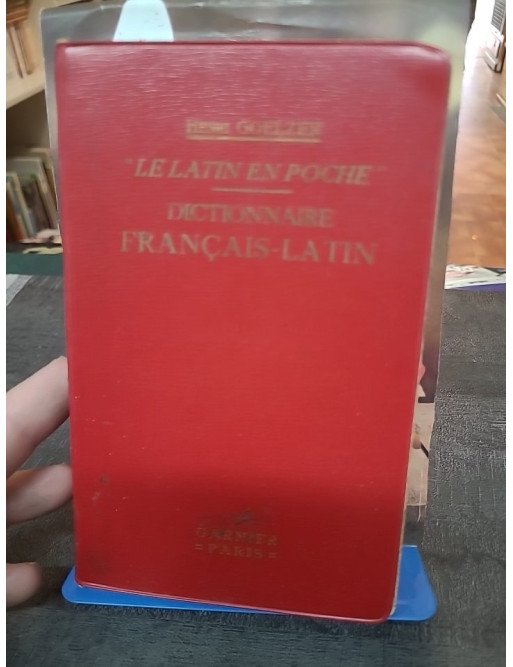 HENRI GOELZER
"LE LATIN EN POCHE"
DICTIONNAIRE
FRANÇAIS-LATIN
GARNIER
= PARIS =